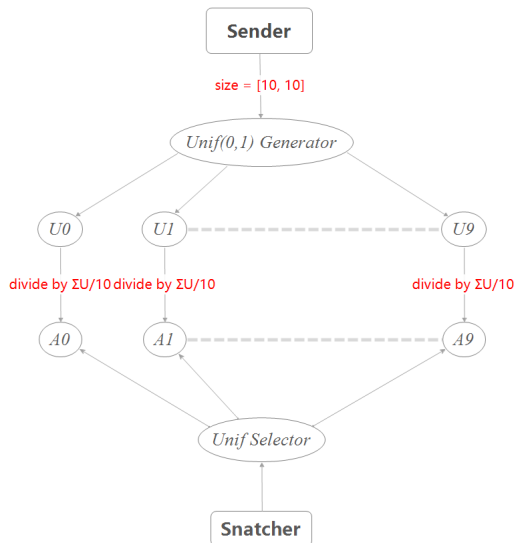 Sender
size = [10, 10]
Unif(0,1) Generator
U0 U1 U9
divide by ΣU/10 divide by ΣU/10 divide by ΣU/10
A0 A1 A9
Unif Selector
Snatcher